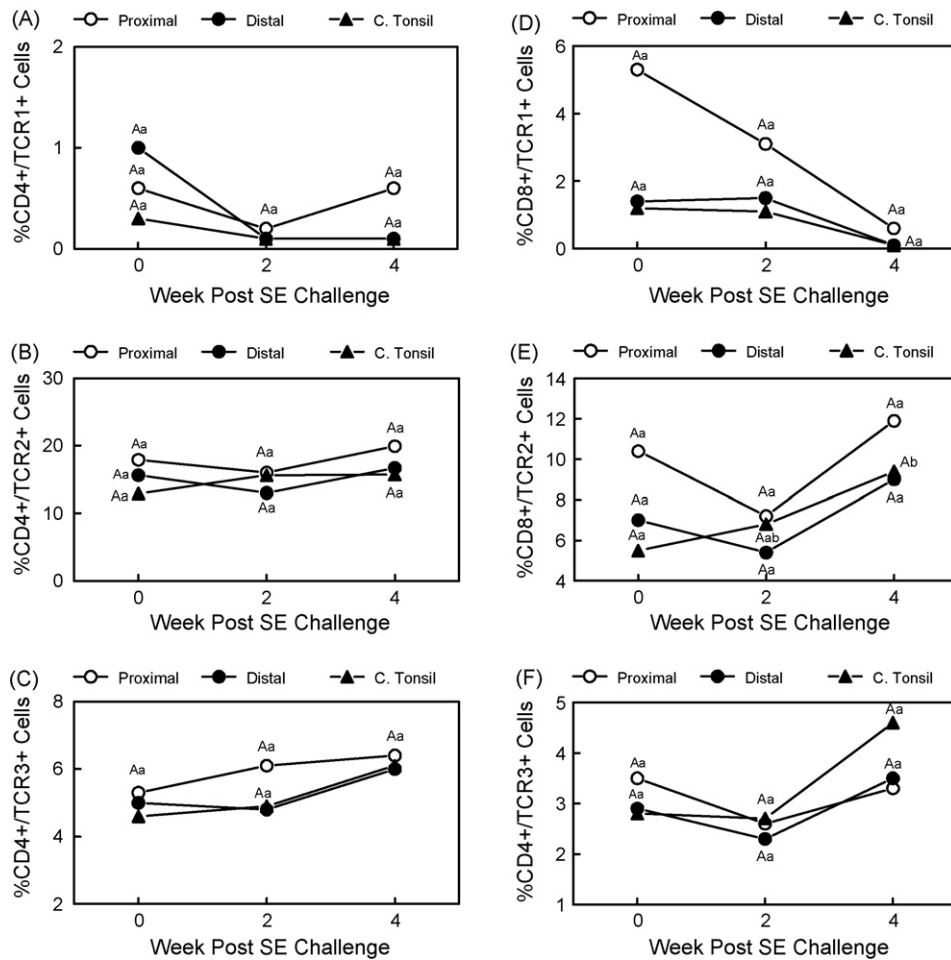 (A)
Proximal Distal C. Tonsil
%CD4+/TCR1+ Cells
2
1
0
Aa
Aa
Aa
Aa
Aa
Aa
0 2 4
Week Post SE Challenge
(D)
Proximal Distal C. Tonsil
%CD8+/TCR1+ Cells
6
4
2
0
Aa
Aa
Aa
Aa
Aa
Aa
0 2 4
Week Post SE Challenge
(B)
Proximal Distal C. Tonsil
%CD4+/TCR2+ Cells
30
20
10
0
Aa
Aa
Aa
Aa
Aa
Aa
Aa
0 2 4
Week Post SE Challenge
(E)
Proximal Distal C. Tonsil
%CD8+/TCR2+ Cells
14
12
10
8
6
4
Aa
Aa
Aa
Aa
Aab
Aa
Aa
Ab
Aa
0 2 4
Week Post SE Challenge
(C)
Proximal Distal C. Tonsil
%CD4+/TCR3+ Cells
8
6
4
2
Aa
Aa
Aa
Aa
0 2 4
Week Post SE Challenge
(F)
Proximal Distal C. Tonsil
%CD4+/TCR3+ Cells
5
4
3
2
1
Aa
Aa
Aa
Aa
Aa
Aa
0 2 4
Week Post SE Challenge